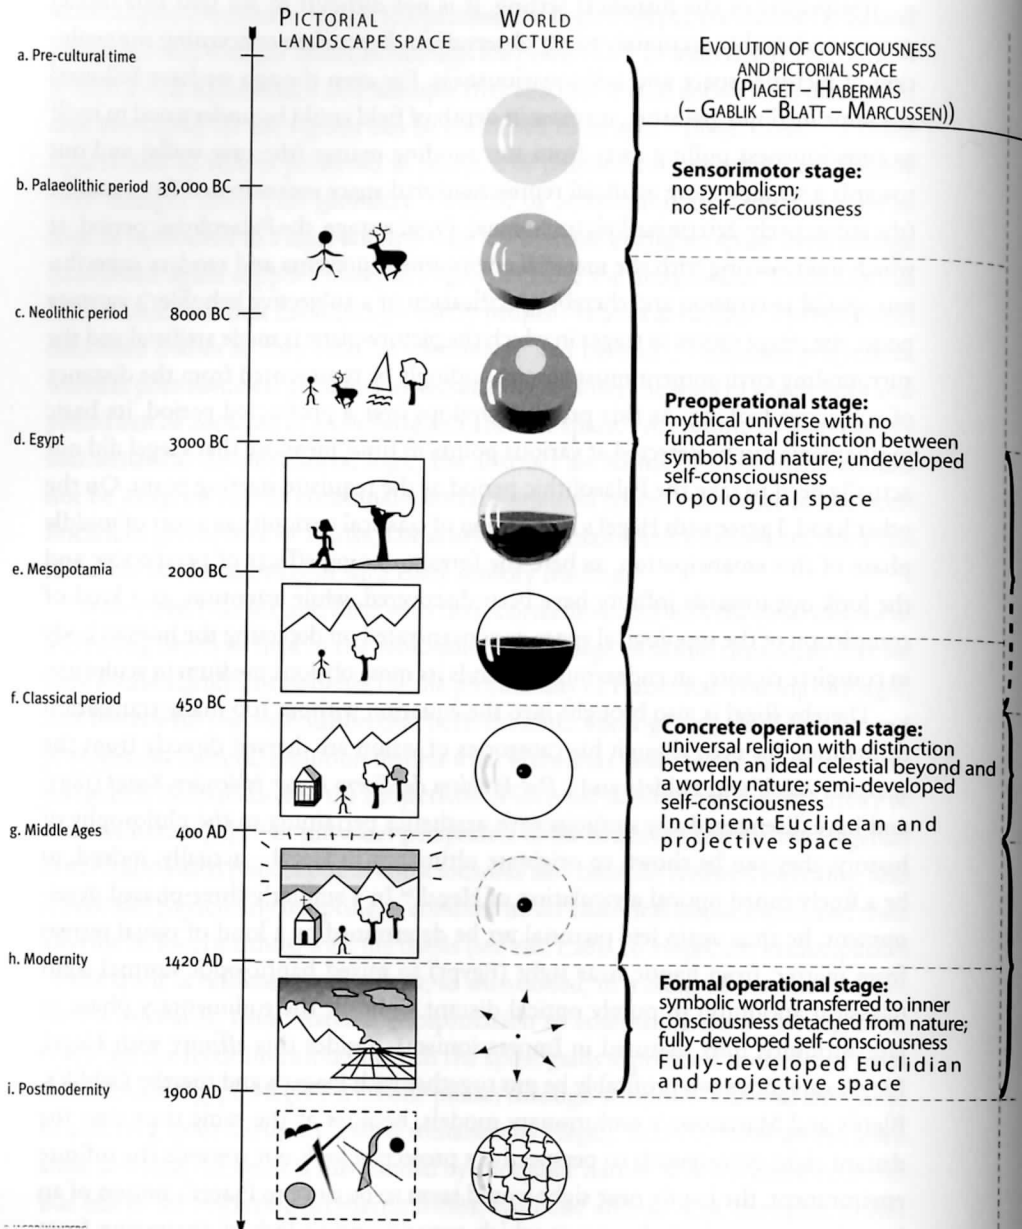 PICTORIAL
LANDSCAPE SPACE
WORLD
PICTURE
EVOLUTION OF CONSCIOUSNESS
AND PICTORIAL SPACE
(PIAGET – HABERMAS
(– GABLIK – BLATT – MARCUSSEN))
a. Pre-cultural time
Sensorimotor stage:
no symbolism;
no self-consciousness
b. Palaeolithic period 30,000 BC
c. Neolithic period 8000 BC
Preoperational stage:
mythical universe with no
fundamental distinction between
symbols and nature; undeveloped
self-consciousness
Topological space
d. Egypt 3000 BC
e. Mesopotamia 2000 BC
f. Classical period 450 BC
Concrete operational stage:
universal religion with distinction
between an ideal celestial beyond and
a worldly nature; semi-developed
self-consciousness
Incipient Euclidean and
projective space
g. Middle Ages 400 AD
h. Modernity 1420 AD
Formal operational stage:
symbolic world transferred to inner
consciousness detached from nature;
fully-developed self-consciousness
Fully-developed Euclidian
and projective space
i. Postmodernity 1900 AD